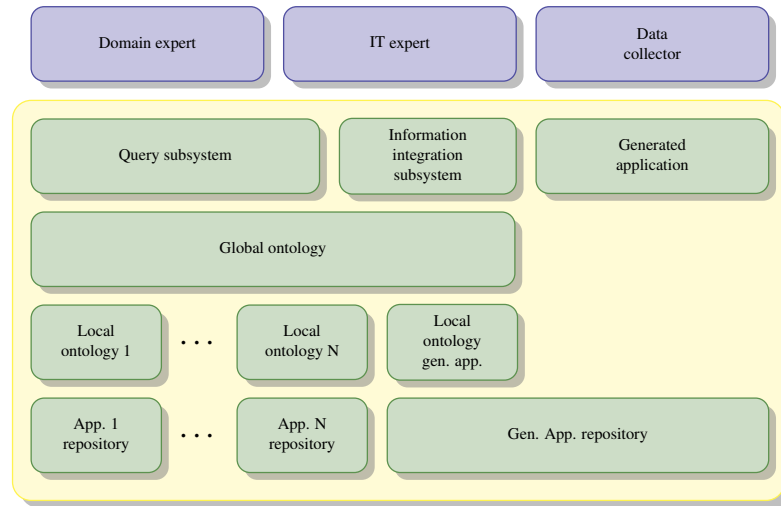 Domain expert
IT expert
Data
collector
Query subsystem
Information
integration
subsystem
Generated
application
Global ontology
Local
ontology 1
. . .
Local
ontology N
Local
ontology
gen. app.
App. 1
repository
. . .
App. N
repository
Gen. App. repository